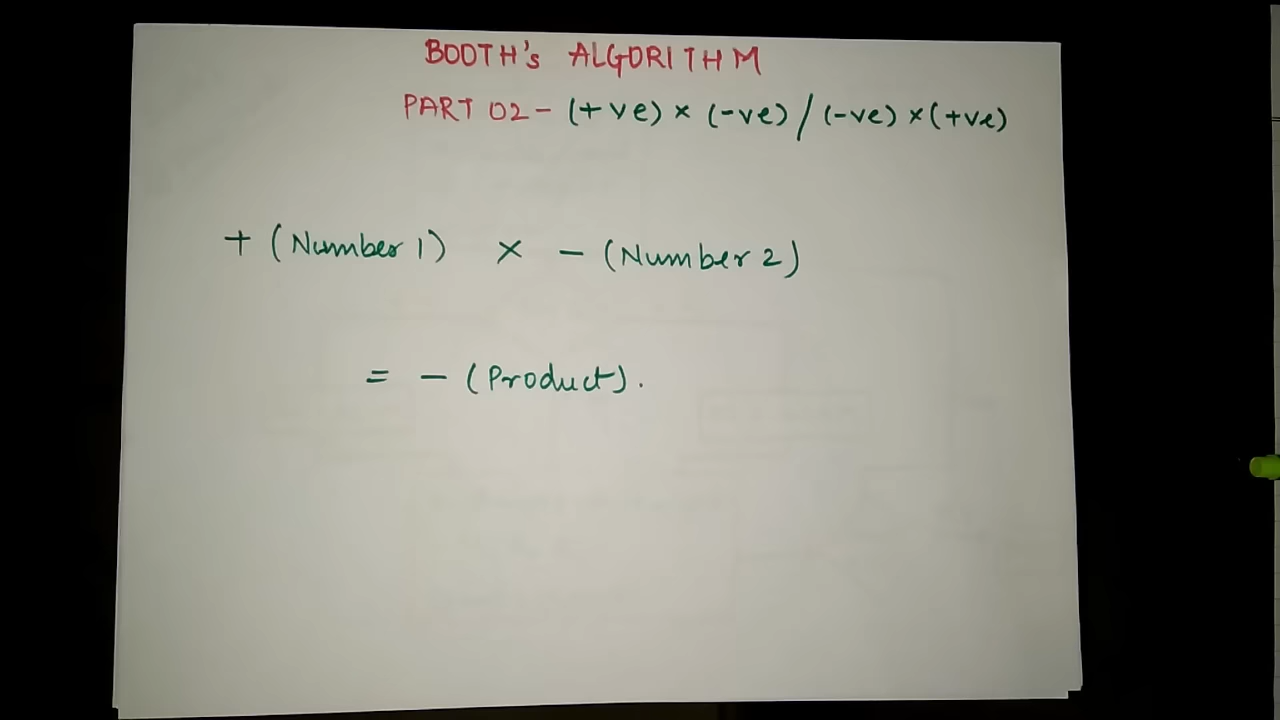 BOOTH's ALGORITHM
PART 02 - (+ve) × (-ve) / (-ve) × (+ve)
+ (Number 1) × - (Number 2)
= - (Product).